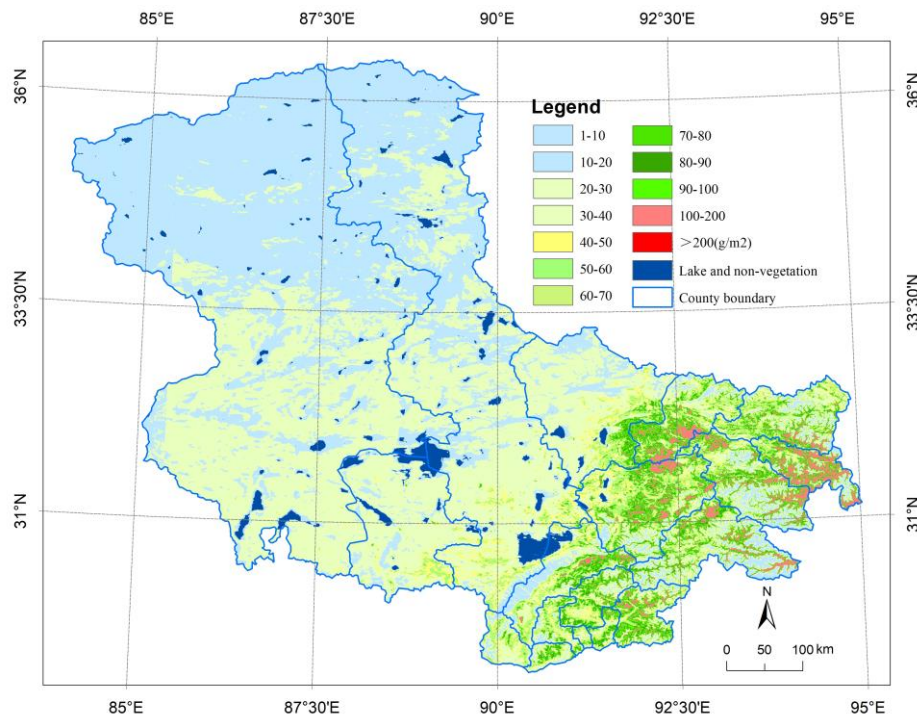 85°E 87°30'E 90°E 92°30'E 95°E
36°N 36°N
Legend
1-10 70-80
10-20 80-90
20-30 90-100
30-40 100-200
40-50 >200(g/m2)
50-60 Lake and non-vegetation
60-70 County boundary
33°30'N 33°30'N
31°N 31°N
N
0 50 100 km
85°E 87°30'E 90°E 92°30'E 95°E